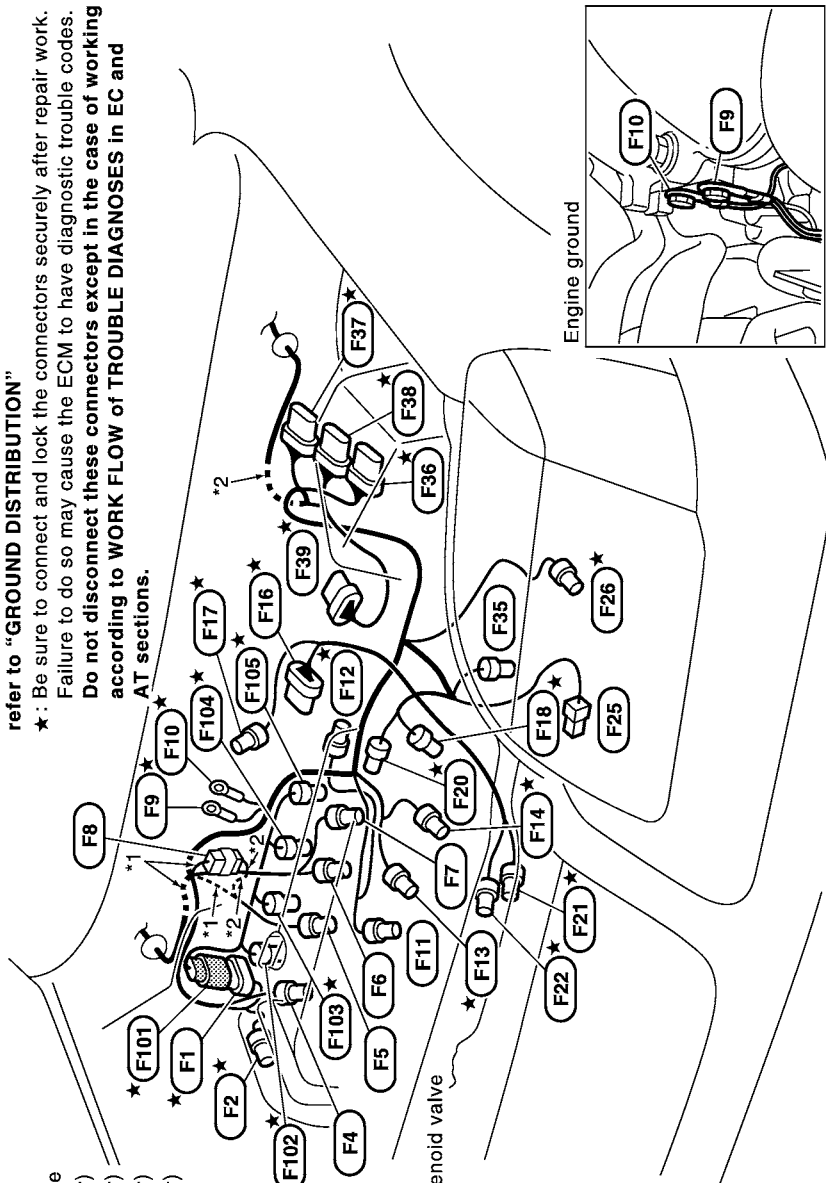 refer to “GROUND DISTRIBUTION”
★ : Be sure to connect and lock the connectors securely after repair work.
Failure to do so may cause the ECM to have diagnostic trouble codes.
Do not disconnect these connectors except in the case of working
according to WORK FLOW of TROUBLE DIAGNOSES in EC and
AT sections.
F8
*1
F9 ★
F10 ★
F104 ★
F17 ★
F105 ★
F16 ★
F12 ★
F39 ★
*2
F37 ★
F38 ★
F36 ★
*1
*2
*2
F101 ★
F1 ★
F2 ★
F102 ★
F4
F103 ★
F5
F6
F11
F13 ★
F7
F14 ★
F20 ★
F18 ★
F35
F25
F26 ★
F22 ★
F21 ★
enoid valve
Engine ground
F10
F9
e
)
)
)
)